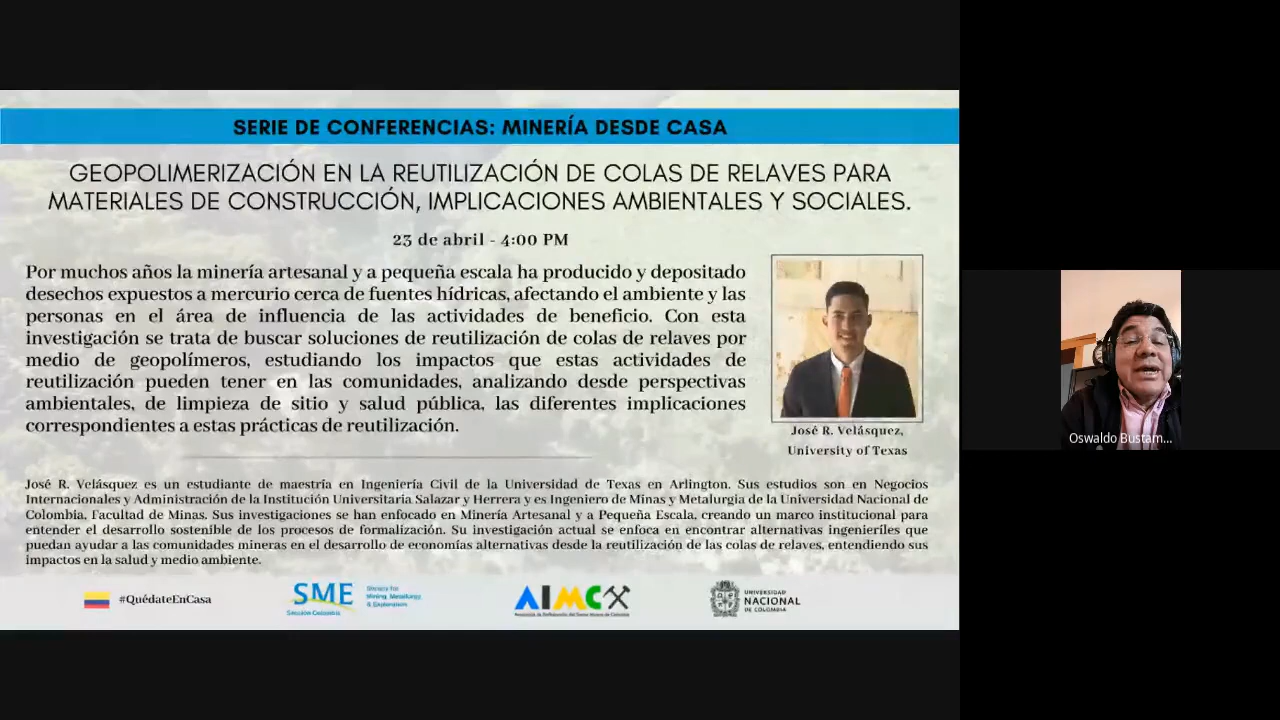 SERIE DE CONFERENCIAS: MINERÍA DESDE CASA
GEOPOLIMERIZACIÓN EN LA REUTILIZACIÓN DE COLAS DE RELAVES PARA
MATERIALES DE CONSTRUCCIÓN, IMPLICACIONES AMBIENTALES Y SOCIALES.
23 de abril - 4:00 PM
Por muchos años la minería artesanal y a pequeña escala ha producido y depositado
desechos expuestos a mercurio cerca de fuentes hídricas, afectando el ambiente y las
personas en el área de influencia de las actividades de beneficio. Con esta
investigación se trata de buscar soluciones de reutilización de colas de relaves por
medio de geopolímeros, estudiando los impactos que estas actividades de
reutilización pueden tener en las comunidades, analizando desde perspectivas
ambientales, de limpieza de sitio y salud pública, las diferentes implicaciones
correspondientes a estas prácticas de reutilización.
José R. Velásquez,
University of Texas
José R. Velásquez es un estudiante de maestría en Ingeniería Civil de la Universidad de Texas en Arlington. Sus estudios son en Negocios
Internacionales y Administración de la Institución Universitaria Salazar y Herrera y es Ingeniero de Minas y Metalurgia de la Universidad Nacional de
Colombia, Facultad de Minas. Sus investigaciones se han enfocado en Minería Artesanal y a Pequeña Escala, creando un marco institucional para
entender el desarrollo sostenible de los procesos de formalización. Su investigación actual se enfoca en encontrar alternativas ingenieriles que
puedan ayudar a las comunidades mineras en el desarrollo de economías alternativas desde la reutilización de las colas de relaves, entendiendo sus
impactos en la salud y medio ambiente.
#QuédateEnCasa
SME
Society for
Mining, Metallurgy
& Exploration
Sección Colombia
AIMC
UNIVERSIDAD
NACIONAL
DE COLOMBIA
Oswaldo Bustam...